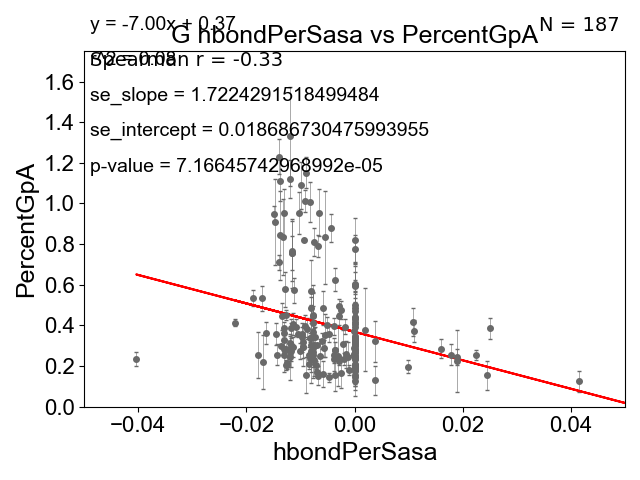 y = -7.00x + 0.37
N = 187
G hbondPerSasa vs PercentGpA
Spearman r = -0.33
se_slope = 1.7224291518499484
se_intercept = 0.018686730475993955
p-value = 7.16645742968992e-05
PercentGpA
1.6
1.4
1.2
1.0
0.8
0.6
0.4
0.2
0.0
−0.04
−0.02
0.00
0.02
0.04
hbondPerSasa